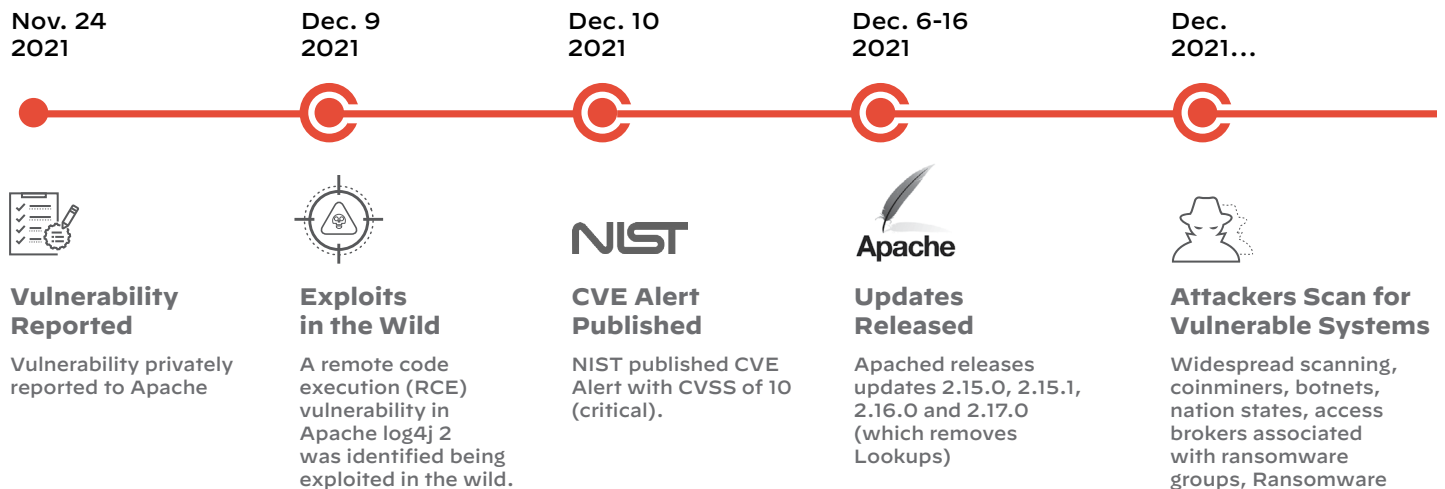 Nov. 24
2021
Dec. 9
2021
Dec. 10
2021
Dec. 6-16
2021
Dec.
2021...
NIST
Apache
Vulnerability
Reported
Vulnerability privately
reported to Apache
Exploits
in the Wild
A remote code
execution (RCE)
vulnerability in
Apache log4j 2
was identified being
exploited in the wild.
CVE Alert
Published
NIST published CVE
Alert with CVSS of 10
(critical).
Updates
Released
Apached releases
updates 2.15.0, 2.15.1,
2.16.0 and 2.17.0
(which removes
Lookups)
Attackers Scan for
Vulnerable Systems
Widespread scanning,
coinminers, botnets,
nation states, access
brokers associated
with ransomware
groups, Ransomware